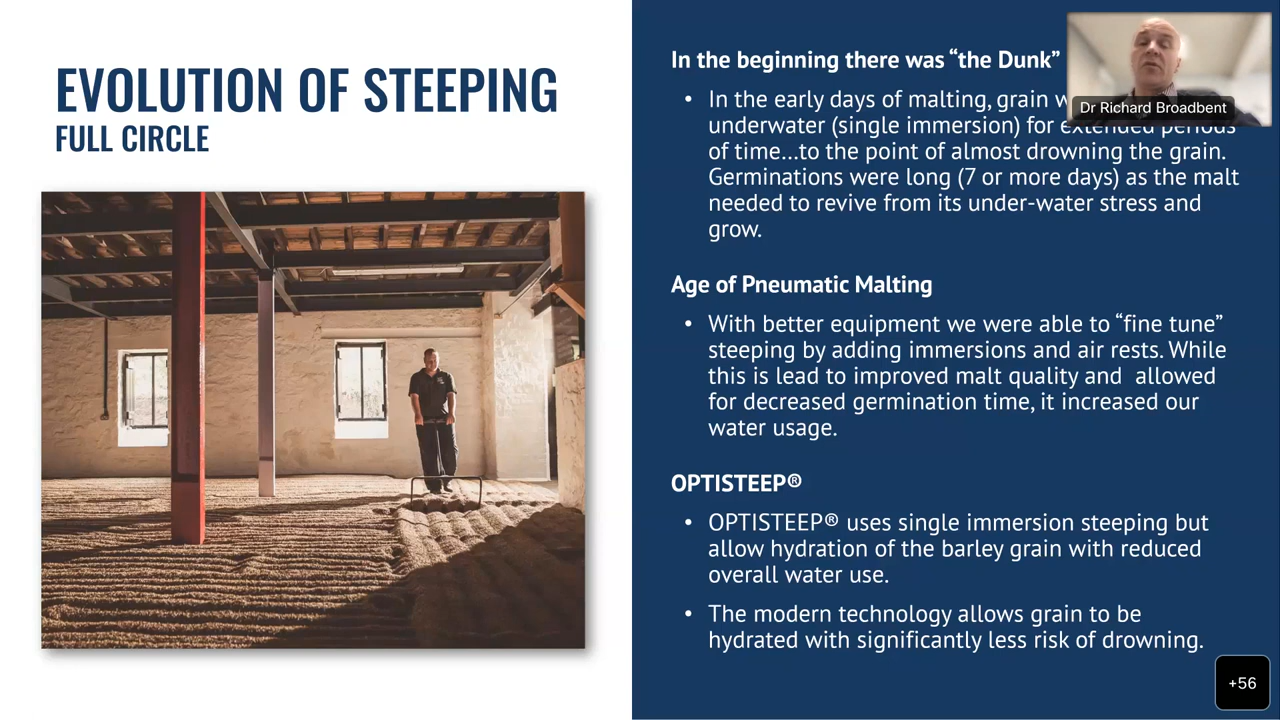 EVOLUTION OF STEEPING
FULL CIRCLE
In the beginning there was “the Dunk”
• In the early days of malting, grain
underwater (single immersion) for extended periods
of time...to the point of almost drowning the grain.
Germinations were long (7 or more days) as the malt
needed to revive from its under-water stress and
grow.
Age of Pneumatic Malting
• With better equipment we were able to “fine tune”
steeping by adding immersions and air rests. While
this is lead to improved malt quality and  allowed
for decreased germination time, it increased our
water usage.
OPTISTEEP®
• OPTISTEEP® uses single immersion steeping but
allow hydration of the barley grain with reduced
overall water use.
• The modern technology allows grain to be
hydrated with significantly less risk of drowning.
Dr Richard Broadbent
+56